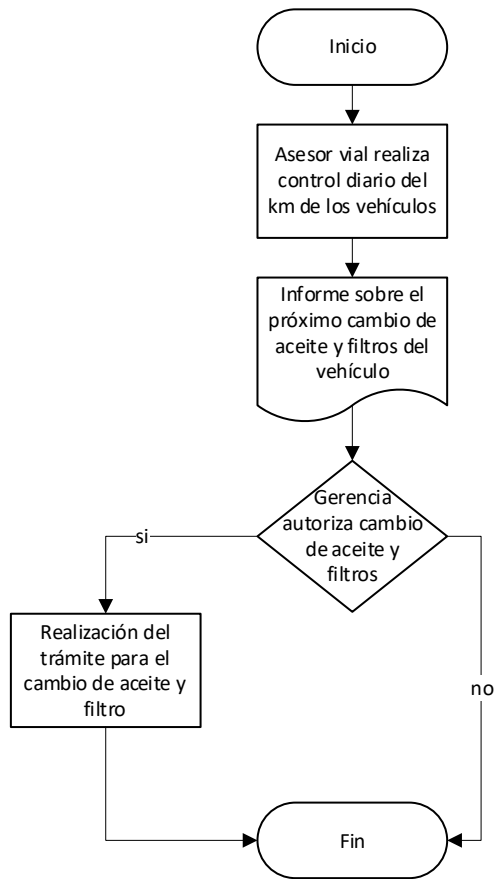 Inicio
Asesor vial realiza
control diario del
km de los vehículos
Informe sobre el
próximo cambio de
aceite y filtros del
vehículo
Gerencia
autoriza cambio
de aceite y
filtros
si
Realización del
trámite para el
cambio de aceite y
filtro
no
Fin